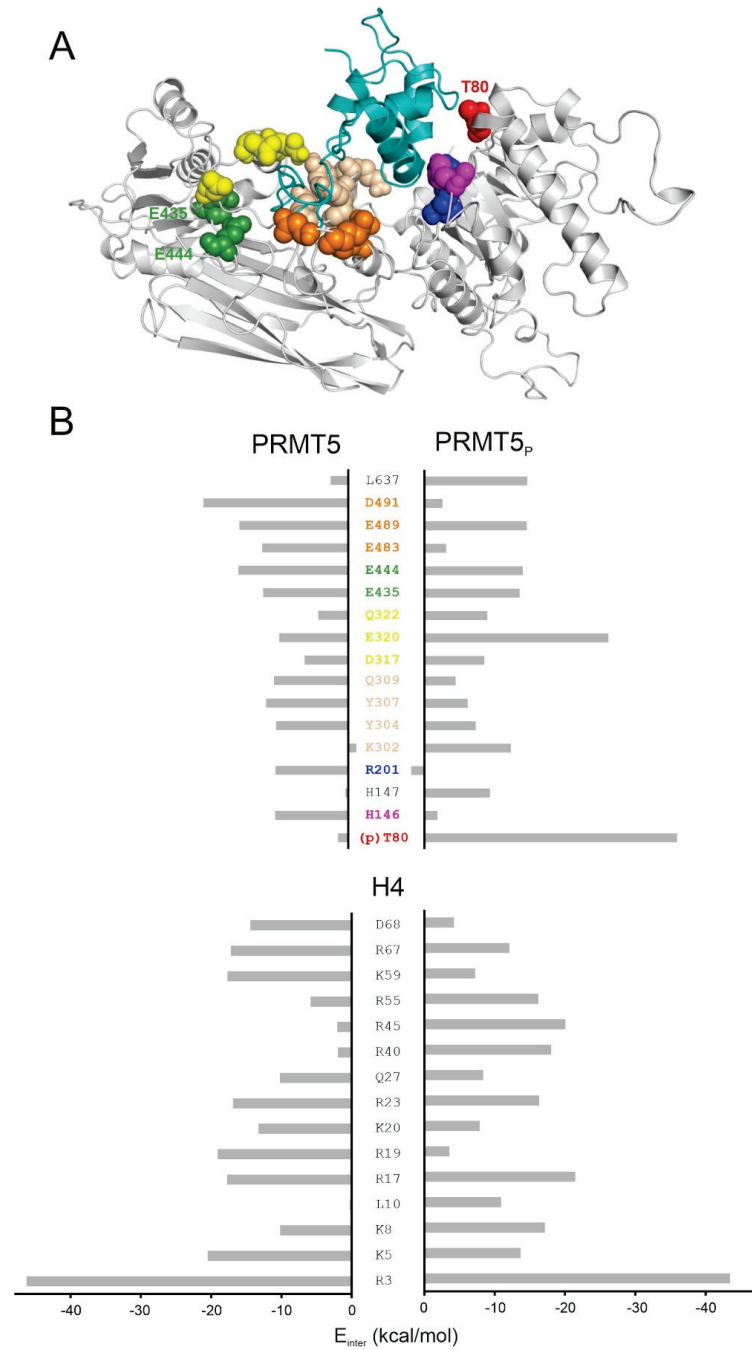 A
T80
E435
E444
B
PRMT5 PRMT5P
L637
D491
E489
E483
E444
E435
Q322
E320
D317
Q309
Y307
Y304
K302
R201
H147
H146
(p)T80
H4
D68
R67
K59
R55
R45
R40
Q27
R23
K20
R19
R17
L10
K8
K5
R3
-40 -30 -20 -10 0 0 -10 -20 -30 -40
Einter (kcal/mol)